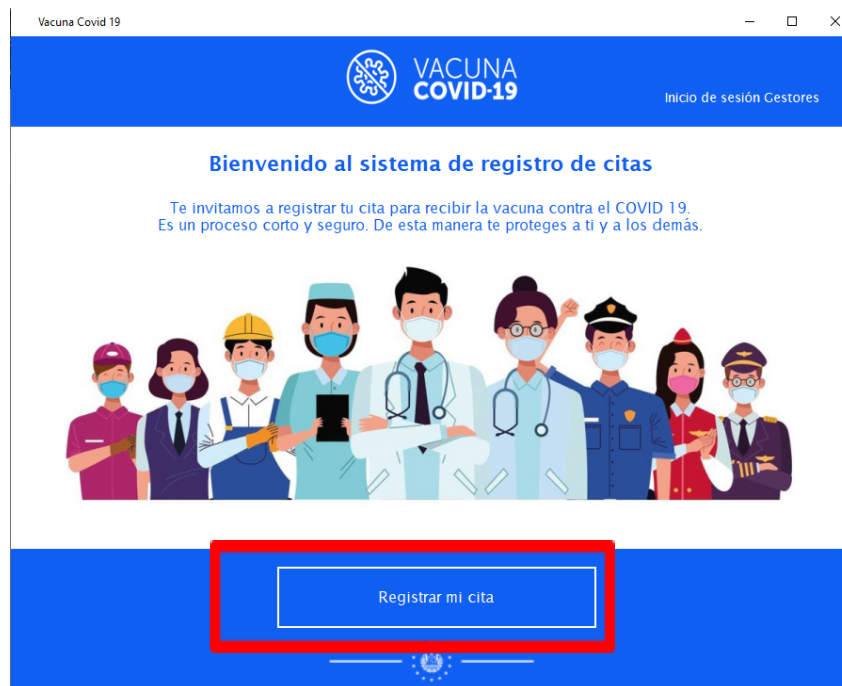 Vacuna Covid 19
VACUNA
COVID-19
Inicio de sesión Gestores
Bienvenido al sistema de registro de citas
Te invitamos a registrar tu cita para recibir la vacuna contra el COVID 19.
Es un proceso corto y seguro. De esta manera te proteges a ti y a los demás.
Registrar mi cita